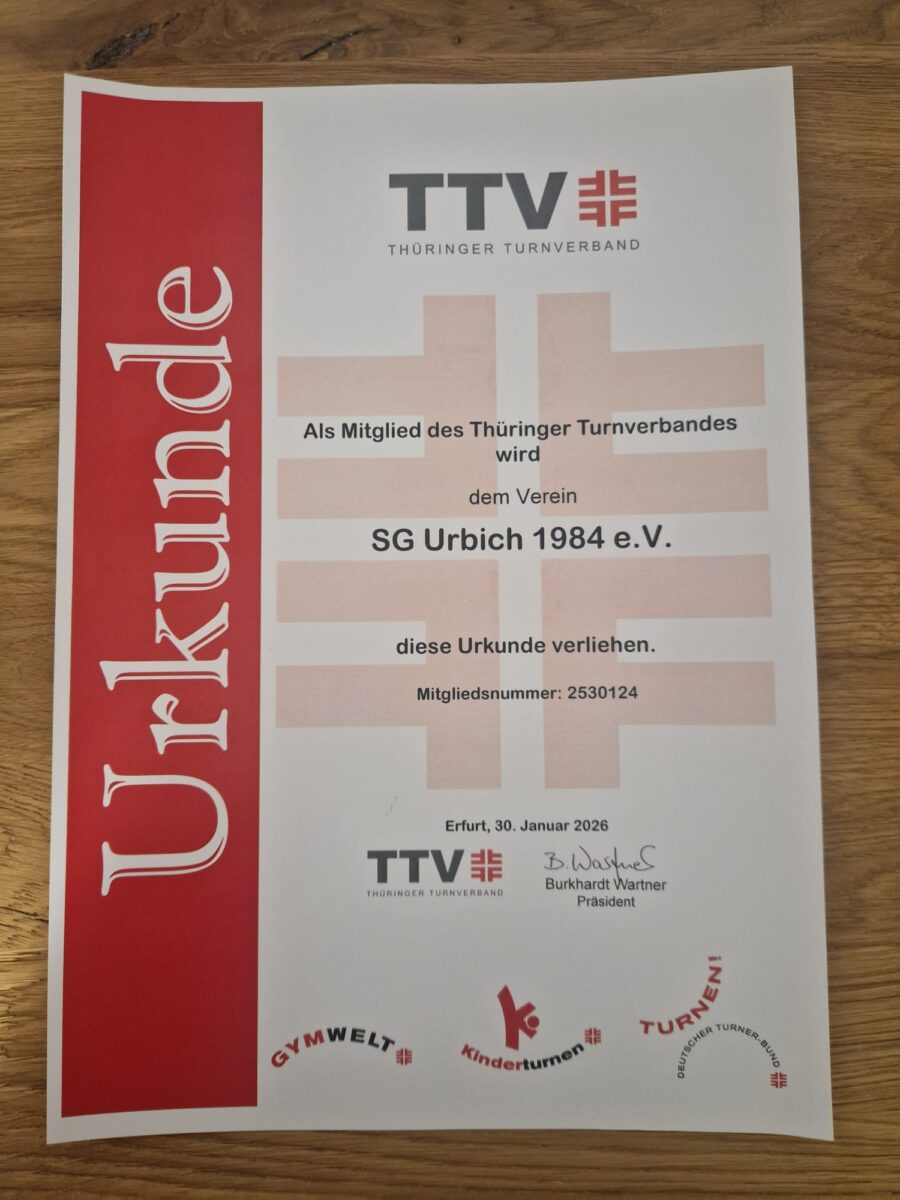 Urkunde
TTV
THÜRINGER TURNVERBAND
Als Mitglied des Thüringer Turnverbandes
wird
dem Verein
SG Urbich 1984 e.V.
diese Urkunde verliehen.
Mitgliedsnummer: 2530124
Erfurt, 30. Januar 2026
TTV
THÜRINGER TURNVERBAND
B. Wartner
Burkhardt Wartner
Präsident
GYMWELT
Kinderturnen
TURNEN!
DEUTSCHER TURNER-BUND